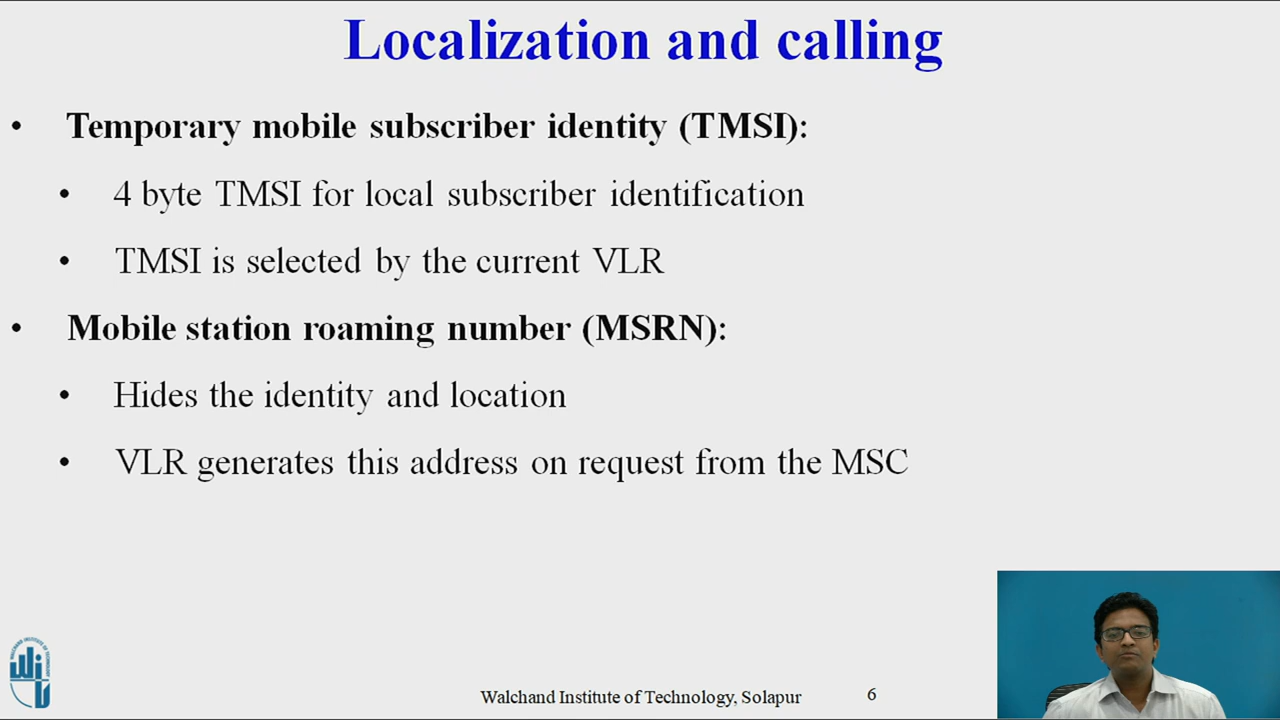 Localization and calling
• Temporary mobile subscriber identity (TMSI):
• 4 byte TMSI for local subscriber identification
• TMSI is selected by the current VLR
• Mobile station roaming number (MSRN):
• Hides the identity and location
• VLR generates this address on request from the MSC
Walchand Institute of Technology, Solapur
6